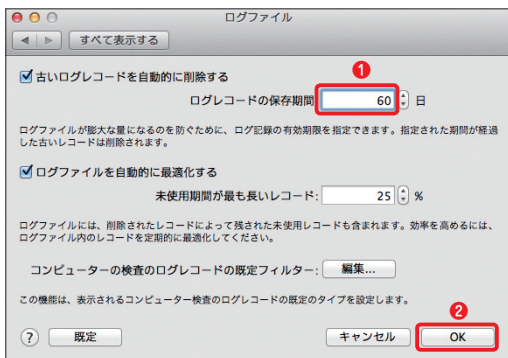 ログファイル
すべて表示する
古いログレコードを自動的に削除する
1
ログレコードの保存期間 60 日
ログファイルが膨大な量になるのを防ぐために、ログ記録の有効期限を指定できます。指定された期間が経過
した古いレコードは削除されます。
ログファイルを自動的に最適化する
未使用期間が最も長いレコード: 25 %
ログファイルには、削除されたレコードによって残された未使用レコードも含まれます。効率を高めるには、
ログファイル内のレコードを定期的に最適化してください。
コンピューターの検査のログレコードの既定フィルター: 編集...
この機能は、表示されるコンピューター検査のログレコードの既定のタイプを設定します。
2
? 既定 キャンセル OK